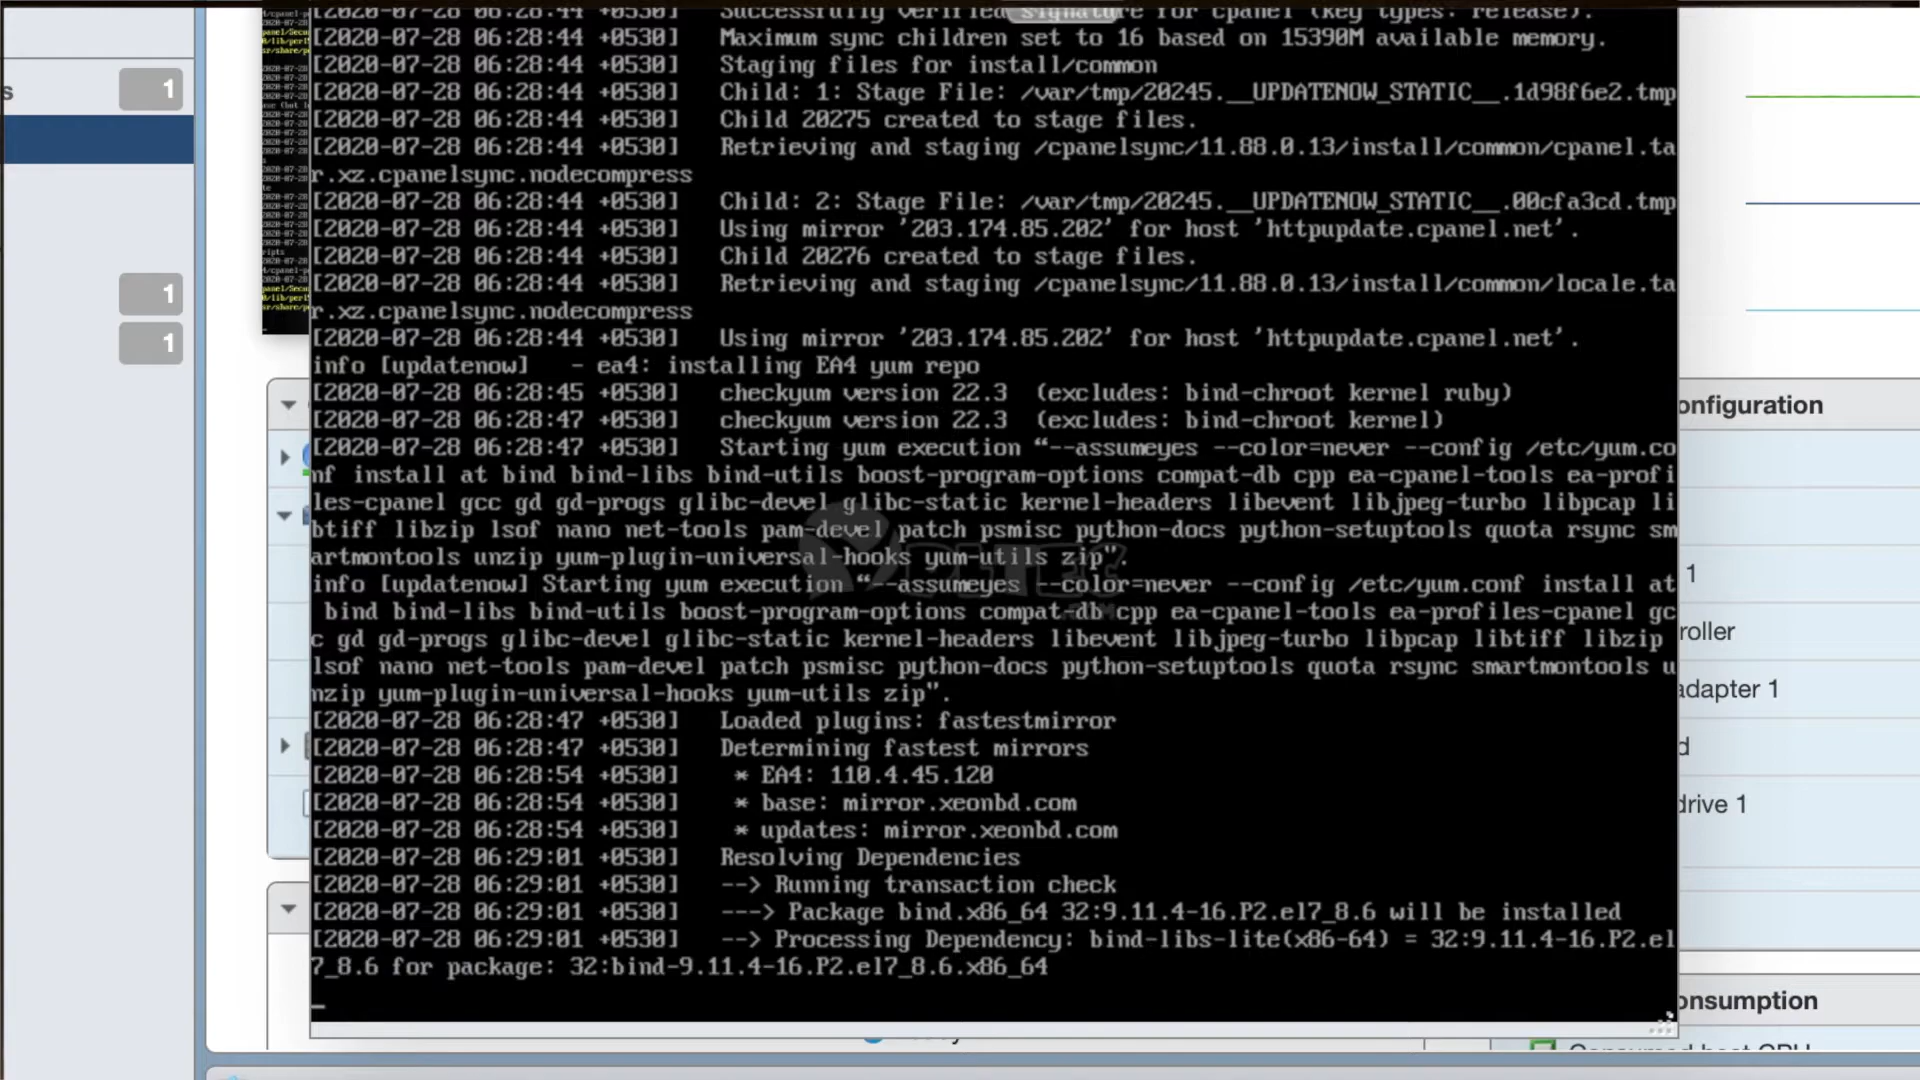 s
1
1
1
[2020-07-28 06:28:44 +0530]   Successfully verified signature for cpanel (key types: release).
[2020-07-28 06:28:44 +0530]   Maximum sync children set to 16 based on 15390M available memory.
[2020-07-28 06:28:44 +0530]   Staging files for install/common
[2020-07-28 06:28:44 +0530]   Child: 1: Stage File: /var/tmp/20245.__UPDATENOW_STATIC__.1d98f6e2.tmp
[2020-07-28 06:28:44 +0530]   Child 20275 created to stage files.
[2020-07-28 06:28:44 +0530]   Retrieving and staging /cpanelsync/11.88.0.13/install/common/cpanel.ta
r.xz.cpanelsync.nodecompress
[2020-07-28 06:28:44 +0530]   Child: 2: Stage File: /var/tmp/20245.__UPDATENOW_STATIC__.00cfa3cd.tmp
[2020-07-28 06:28:44 +0530]   Using mirror '203.174.85.202' for host 'httpupdate.cpanel.net'.
[2020-07-28 06:28:44 +0530]   Child 20276 created to stage files.
[2020-07-28 06:28:44 +0530]   Retrieving and staging /cpanelsync/11.88.0.13/install/common/locale.ta
r.xz.cpanelsync.nodecompress
[2020-07-28 06:28:44 +0530]   Using mirror '203.174.85.202' for host 'httpupdate.cpanel.net'.
info [updatenow]   - ea4: installing EA4 yum repo
[2020-07-28 06:28:45 +0530]   checkyum version 22.3  (excludes: bind-chroot kernel ruby)
[2020-07-28 06:28:47 +0530]   checkyum version 22.3  (excludes: bind-chroot kernel)
[2020-07-28 06:28:47 +0530]   Starting yum execution “--assumeyes --color=never --config /etc/yum.co
nf install at bind bind-libs bind-utils boost-program-options compat-db cpp ea-cpanel-tools ea-profi
les-cpanel gcc gd gd-progs glibc-devel glibc-static kernel-headers libevent libjpeg-turbo libpcap li
btiff libzip lsof nano net-tools pam-devel patch psmisc python-docs python-setuptools quota rsync sm
artmontools unzip yum-plugin-universal-hooks yum-utils zip".
info [updatenow] Starting yum execution “--assumeyes --color=never --config /etc/yum.conf install at
 bind bind-libs bind-utils boost-program-options compat-db cpp ea-cpanel-tools ea-profiles-cpanel gc
c gd gd-progs glibc-devel glibc-static kernel-headers libevent libjpeg-turbo libpcap libtiff libzip
lsof nano net-tools pam-devel patch psmisc python-docs python-setuptools quota rsync smartmontools u
nzip yum-plugin-universal-hooks yum-utils zip".
[2020-07-28 06:28:47 +0530]   Loaded plugins: fastestmirror
[2020-07-28 06:28:47 +0530]   Determining fastest mirrors
[2020-07-28 06:28:54 +0530]    * EA4: 110.4.45.120
[2020-07-28 06:28:54 +0530]    * base: mirror.xeonbd.com
[2020-07-28 06:28:54 +0530]    * updates: mirror.xeonbd.com
[2020-07-28 06:29:01 +0530]   Resolving Dependencies
[2020-07-28 06:29:01 +0530]   --> Running transaction check
[2020-07-28 06:29:01 +0530]   ---> Package bind.x86_64 32:9.11.4-16.P2.el7_8.6 will be installed
[2020-07-28 06:29:01 +0530]   --> Processing Dependency: bind-libs-lite(x86-64) = 32:9.11.4-16.P2.el
7_8.6 for package: 32:bind-9.11.4-16.P2.el7_8.6.x86_64
onfiguration
1
roller
adapter 1
d
drive 1
onsumption